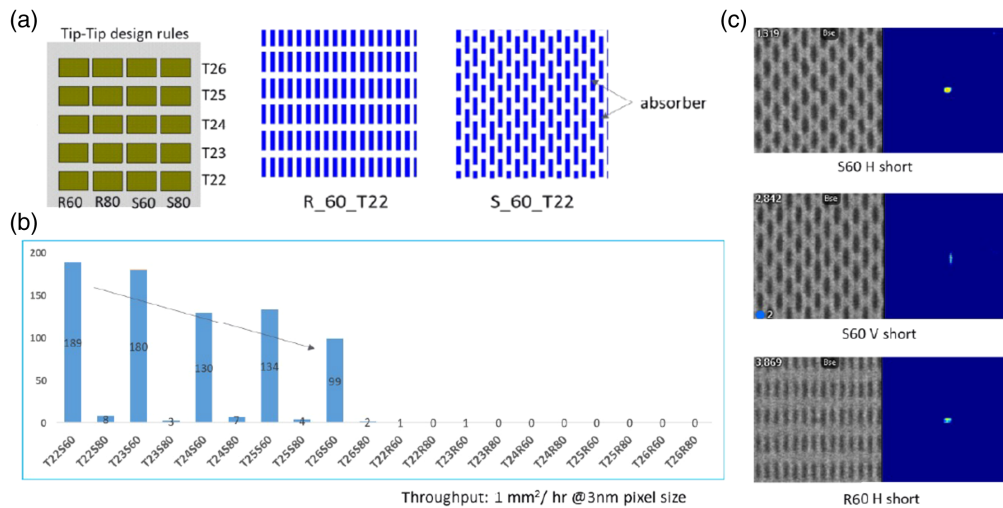 (a)
Tip-Tip design rules
T26
T25
T24
T23
T22
R60 R80 S60 S80
R_60_T22
S_60_T22
absorber
(b)
200
150
100
50
0
189
8
180
3
130
7
134
4
99
2
1
0
1
0
0
0
0
0
0
0
T22S60
T22S80
T23S60
T23S80
T24S60
T24S80
T25S60
T25S80
T26S60
T26S80
T22R60
T22R80
T23R60
T23R80
T24R60
T24R80
T25R60
T25R80
T26R60
T26R80
Throughput: 1 mm²/ hr @3nm pixel size
(c)
1,319 Bse
S60 H short
2,842 Bse
2
S60 V short
3,869 Bse
R60 H short